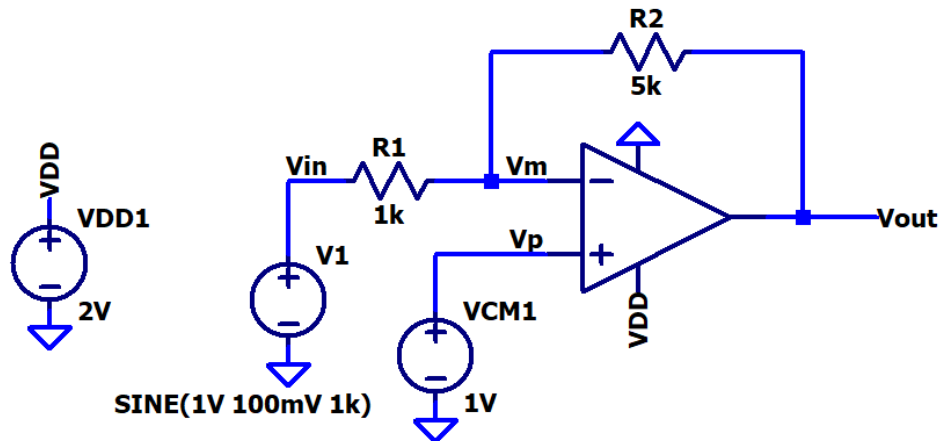 R2
5k
VDD
VDD1
2V
Vin
R1
1k
Vm
−
Vp
+
Vout
V1
VCM1
VDD
1V
SINE(1V 100mV 1k)